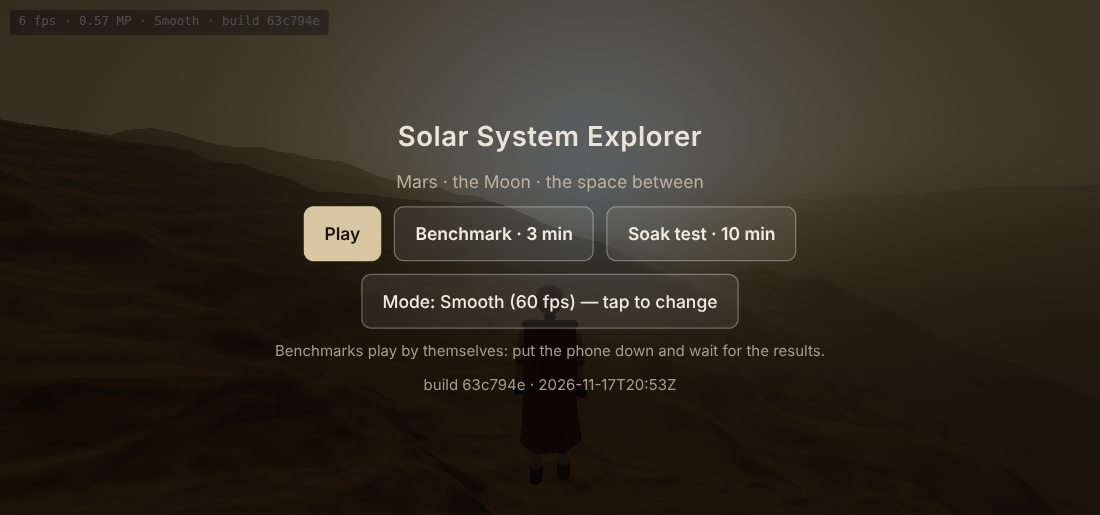 6 fps · 0.57 MP · Smooth · build 63c794e
Solar System Explorer
Mars · the Moon · the space between
Play
Benchmark · 3 min
Soak test · 10 min
Mode: Smooth (60 fps) — tap to change
Benchmarks play by themselves: put the phone down and wait for the results.
build 63c794e · 2026-11-17T20:53Z